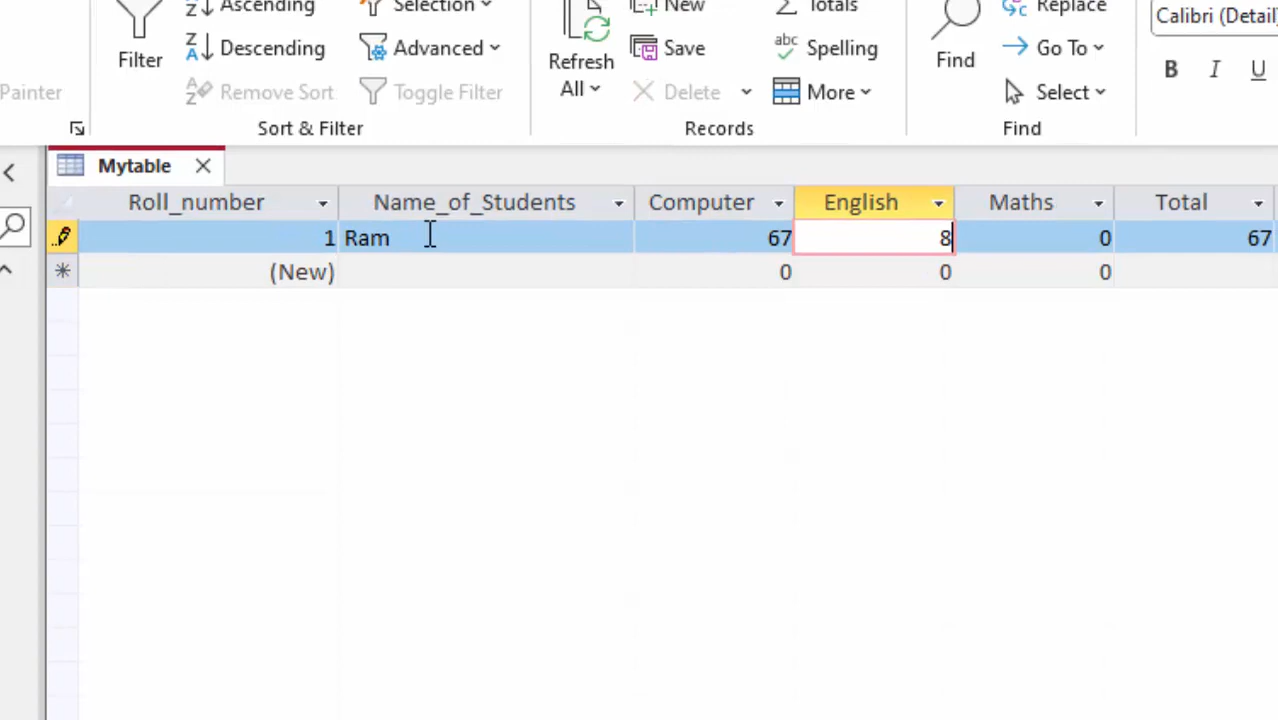 Ascending Selection New Totals Replace Calibri (Detail
Filter Descending Advanced Refresh All Save Spelling Find Go To B I U
Painter Remove Sort Toggle Filter Delete More Select
Sort & Filter Records Find
Mytable
Roll_number Name_of_Students Computer English Maths Total
1 Ram 67 8 0 67
(New) 0 0 0